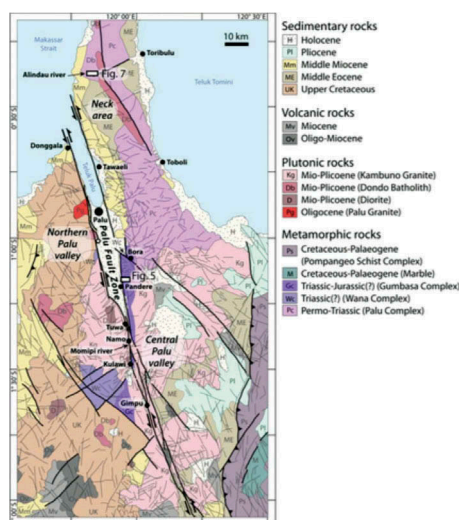 120°00'E
120°30'E
Makassar
Strait
10 km
Toribulu
Alindau river
Fig. 7
Teluk Tomini
Neck
area
Donggala
Teluk Palu
Tawaeli
Toboli
Palu
Palu Fault Zone
Northern
Palu
valley
Bora
Fig. 5
Pandere
Tuwa
Namo
Momipi river
Central
Palu
valley
Kulawi
Gimpu
Sedimentary rocks
H Holocene
Pl Pliocene
Mm Middle Miocene
ME Middle Eocene
UK Upper Cretaceous
Volcanic rocks
Mv Miocene
Ov Oligo-Miocene
Plutonic rocks
Kg Mio-Plicoene (Kambuno Granite)
Db Mio-Plicoene (Dondo Batholith)
D Mio-Plicoene (Diorite)
Pg Oligocene (Palu Granite)
Metamorphic rocks
Ps Cretaceous-Palaeogene
(Pompangeo Schist Complex)
M Cretaceous-Palaeogene (Marble)
Gc Triassic-Jurassic(?) (Gumbasa Complex)
Wc Triassic(?) (Wana Complex)
Pc Permo-Triassic (Palu Complex)